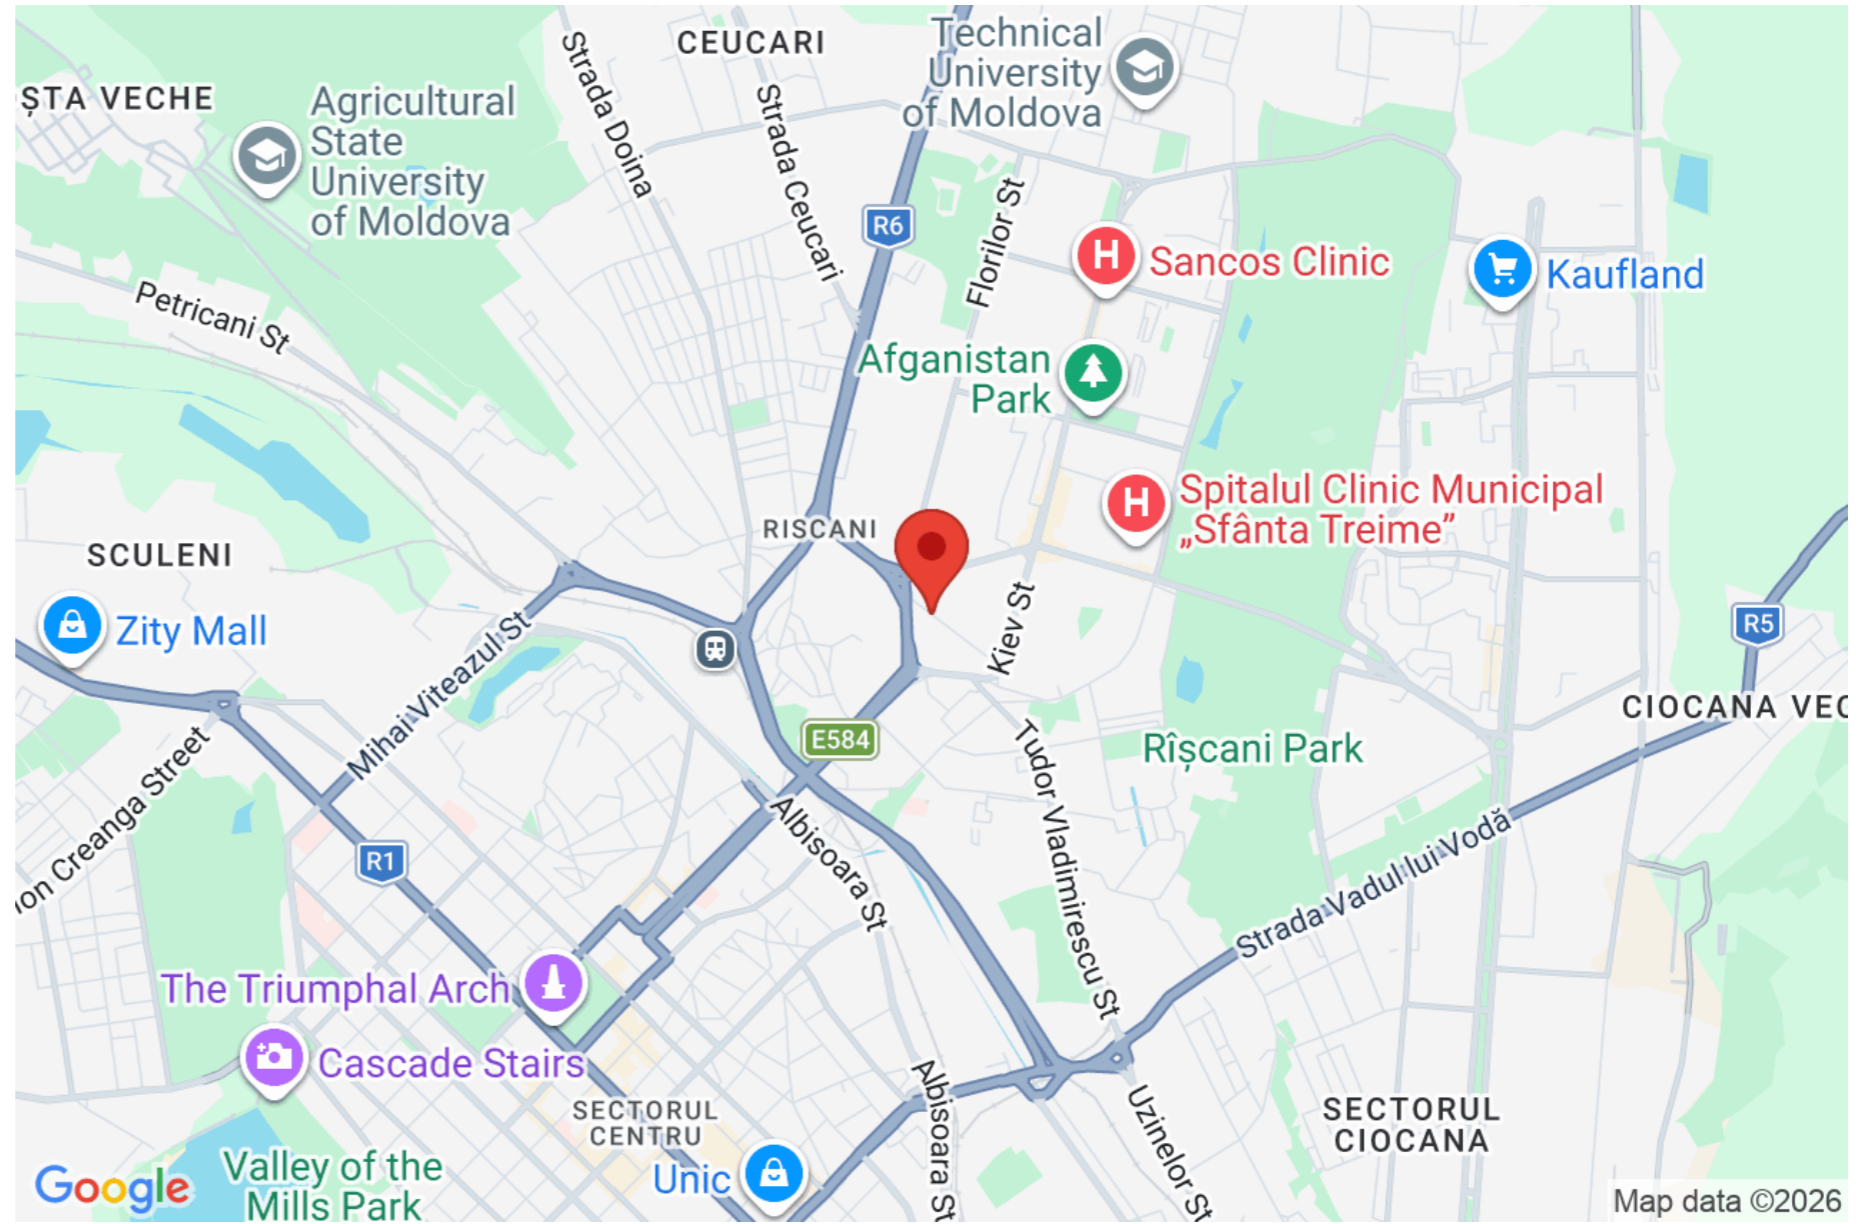 CEUCARI
Technical
University
of Moldova
ȘTA VECHE
Agricultural
State
University
of Moldova
Strada Doina
Strada Ceucari
R6
Florilor St
Sancos Clinic
Kaufland
Petricani St
Afganistan
Park
Spitalul Clinic Municipal
„Sfânta Treime”
RISCANI
SCULENI
Zity Mall
Mihai Viteazul St
Kiev St
R5
CIOCANA VEC
E584
Rîșcani Park
Tudor Vladimirescu St
Ion Creanga Street
R1
Albisoara St
Strada Vadul lui Vodă
The Triumphal Arch
Cascade Stairs
SECTORUL
CENTRU
Albisoara St
Uzinelor St
SECTORUL
CIOCANA
Valley of the
Mills Park
Unic
Google
Map data ©2026